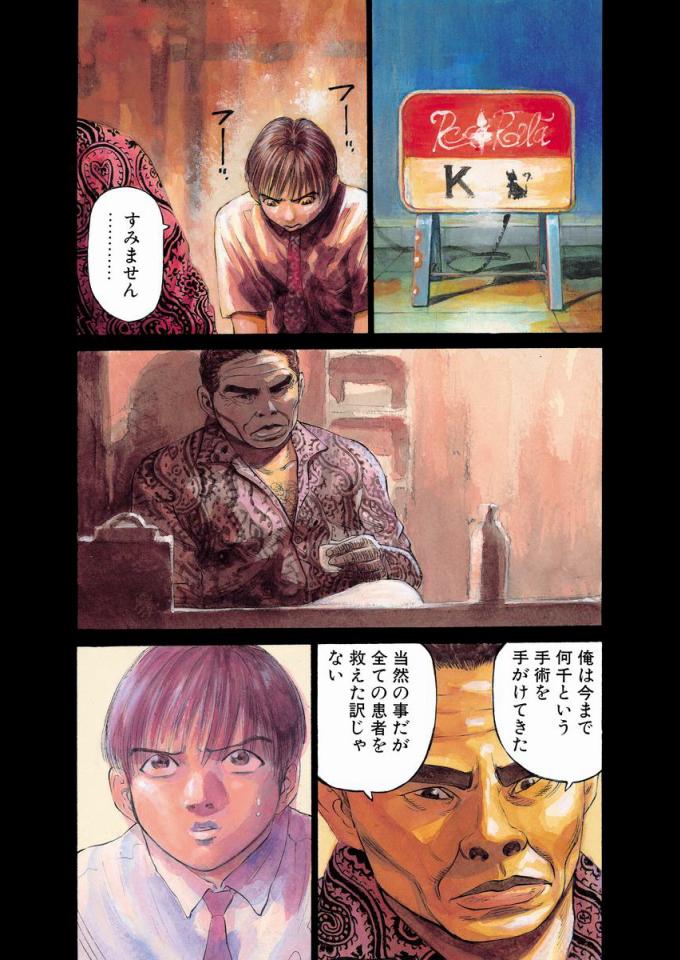 K
フー…
フー…
すみません
…………
俺は今まで
何千という
手術を
手がけてきた
当然の事だが
全ての患者を
救えた訳じゃ
ない